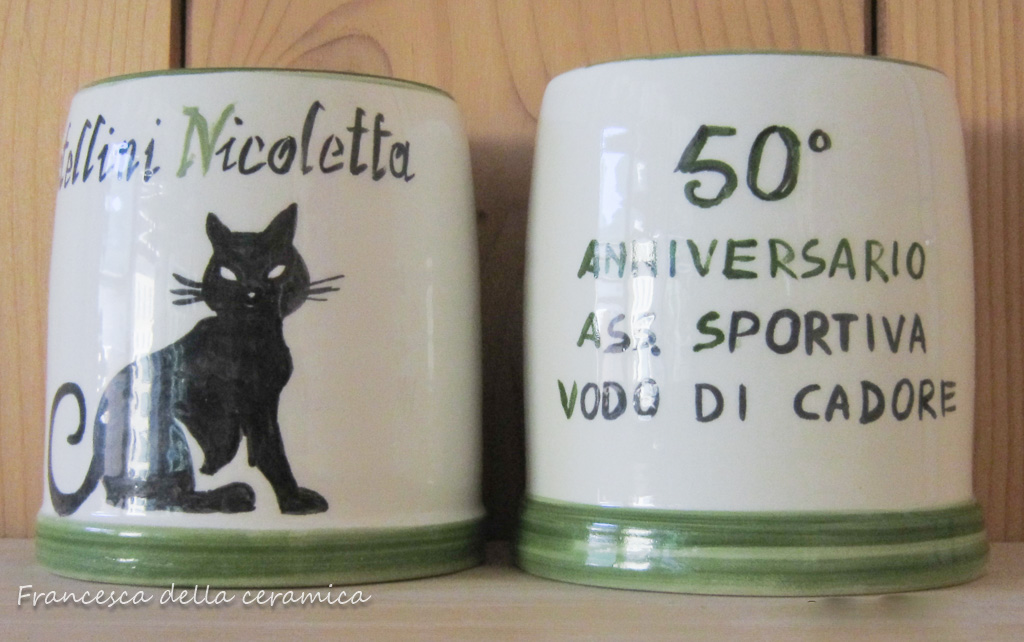 Nicoletta
50°
ANNIVERSARIO
ASS. SPORTIVA
VODO DI CADORE
Francesca della ceramica